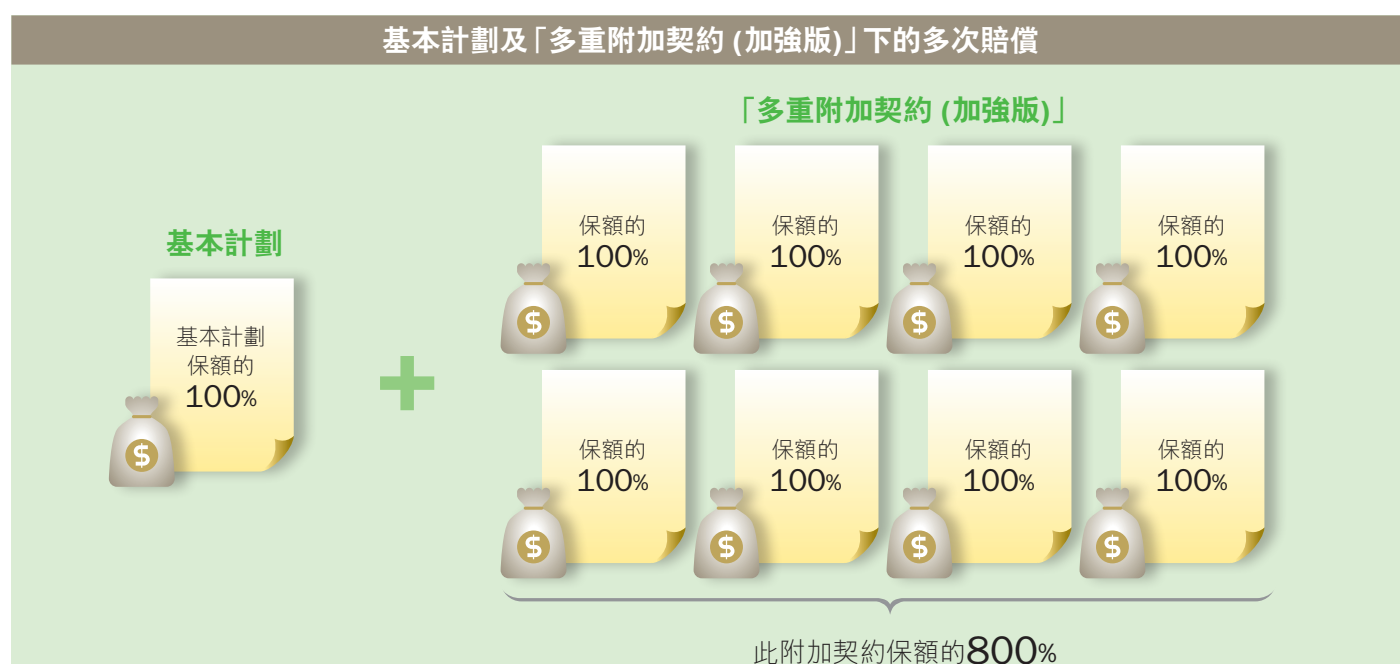 基本計劃及「多重附加契約 (加強版)」下的多次賠償
「多重附加契約 (加強版)」
基本計劃
基本計劃
保額的
100%
保額的
100%
保額的
100%
保額的
100%
保額的
100%
保額的
100%
保額的
100%
保額的
100%
保額的
100%
此附加契約保額的800%